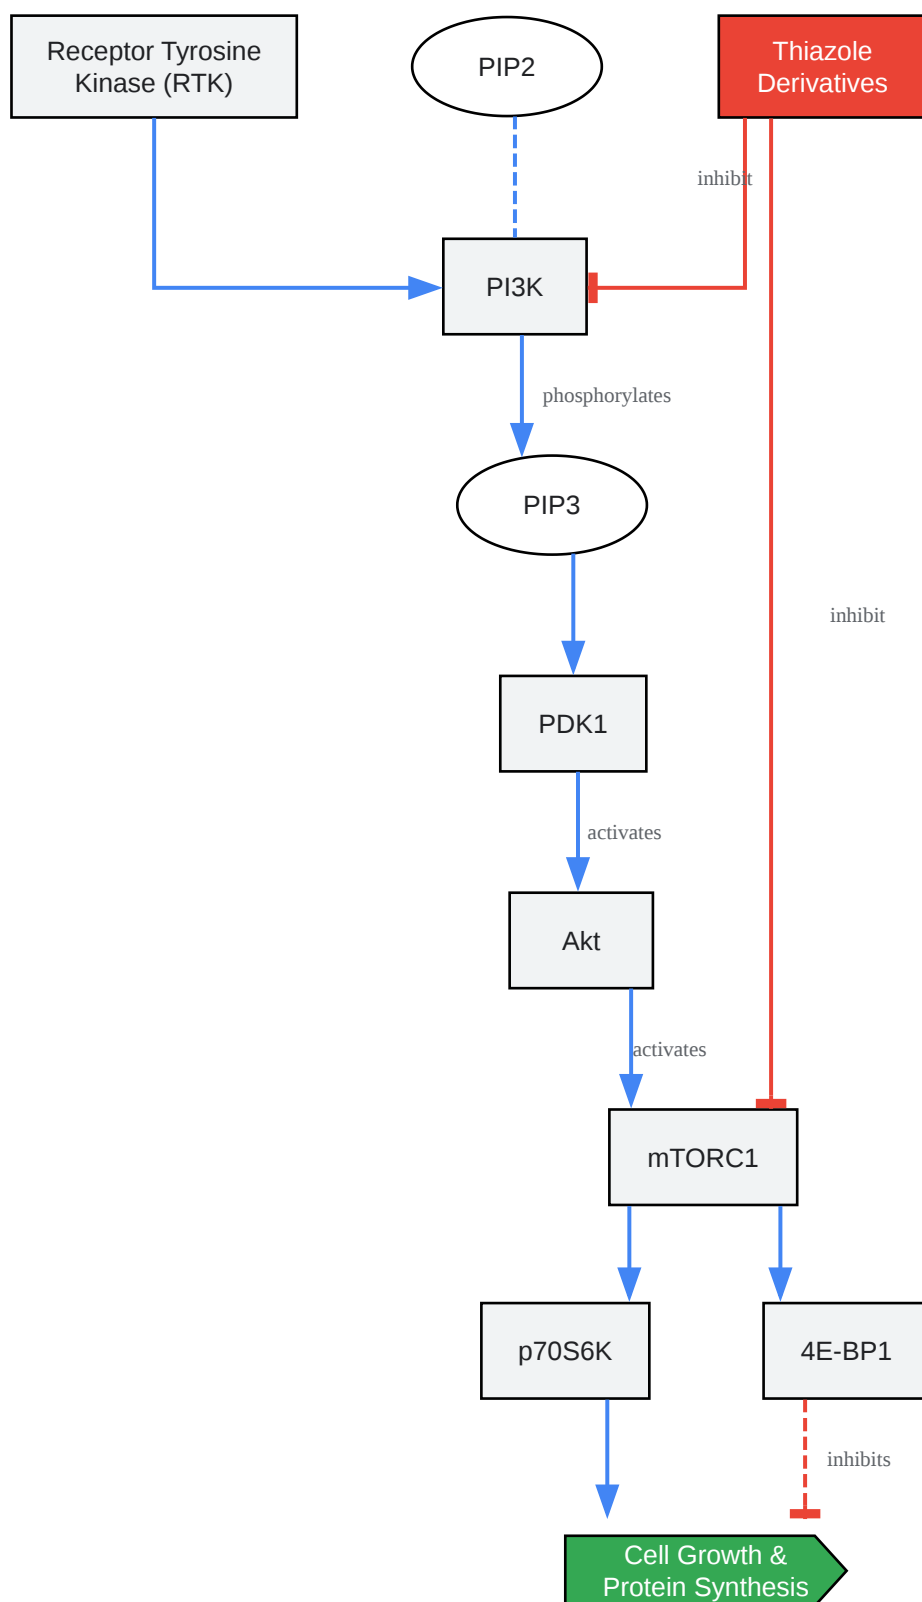 Receptor Tyrosine
Kinase (RTK)
PIP2
Thiazole
Derivatives
inhibit
PI3K
phosphorylates
PIP3
inhibit
PDK1
activates
Akt
activates
mTORC1
p70S6K
4E-BP1
inhibits
Cell Growth &
Protein Synthesis